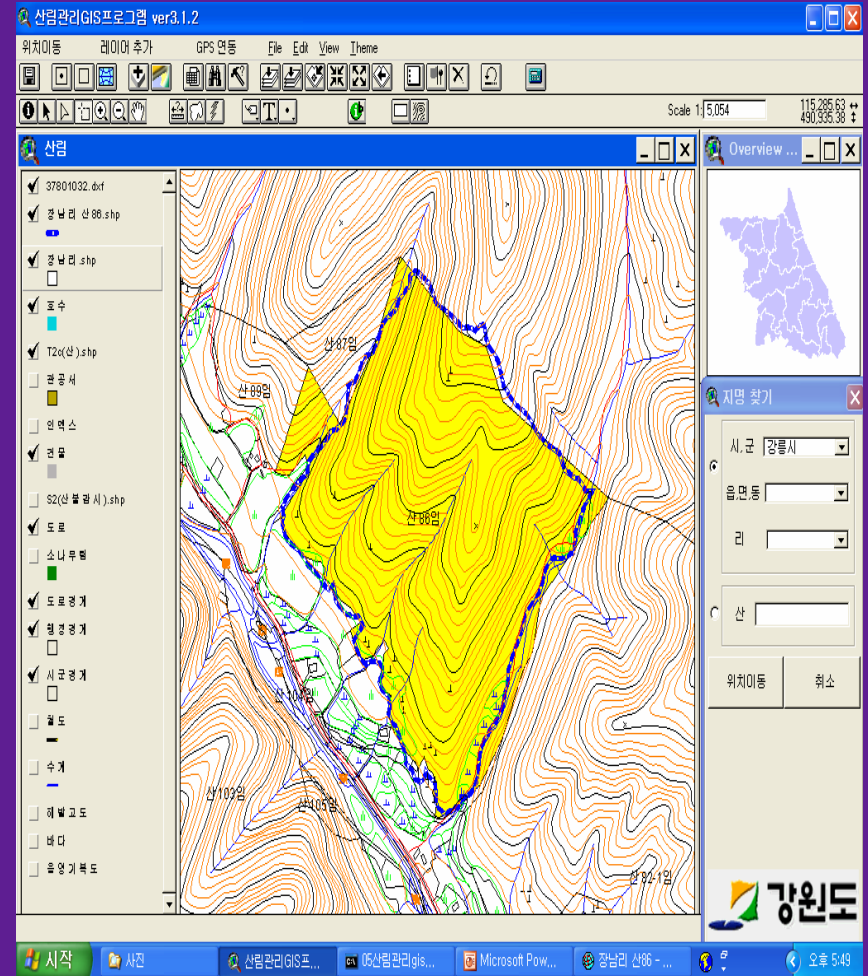 산림관리GIS프로그램 ver3.1.2
위치이동 레이어 추가 GPS 연동 File Edit View Theme
Scale 1: 5,054
115,285.63
490,935.38
산림
Overview ...
37801032.dxf
장남리 산 86.shp
장남리.shp
호수
T2c(산).shp
관공서
인덱스
건물
S2(산불감시).shp
도로
소나무림
도로경계
행정경계
시군경계
철도
수계
해발고도
바다
음영기복도
산87임
산89임
산86임
산103임
산105임
산92-1임
지명 찾기
시,군 강릉시
읍,면,동
리
산
위치이동 취소
강원도
시작 사진 산림관리GIS프... 05산림관리gis... Microsoft Pow... 장남리 산86 - ... 오후 5:49